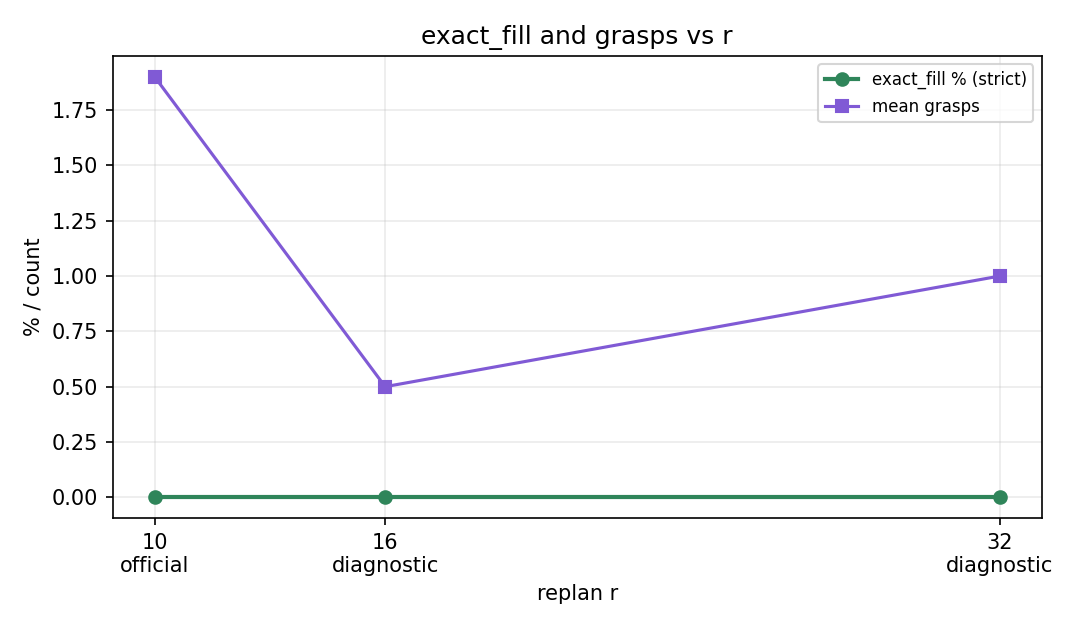 exact_fill and grasps vs r
exact_fill % (strict)
mean grasps
% / count
1.75
1.50
1.25
1.00
0.75
0.50
0.25
0.00
10 16 32
official diagnostic diagnostic
replan r